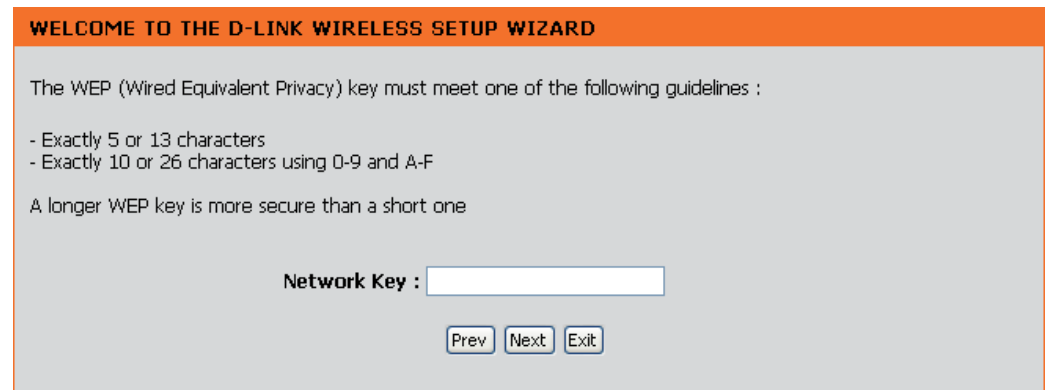 WELCOME TO THE D-LINK WIRELESS SETUP WIZARD
The WEP (Wired Equivalent Privacy) key must meet one of the following guidelines :
- Exactly 5 or 13 characters
- Exactly 10 or 26 characters using 0-9 and A-F
A longer WEP key is more secure than a short one
Network Key :
Prev Next Exit